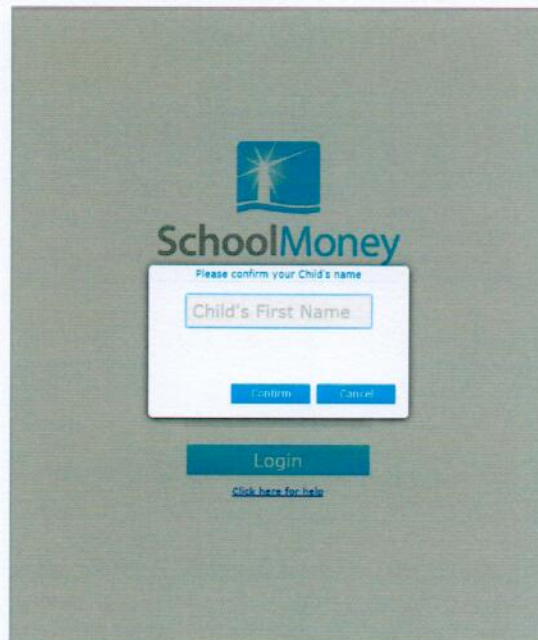 SchoolMoney
Please confirm your Child's name
Child's First Name
Confirm
Cancel
Login
Click here for help